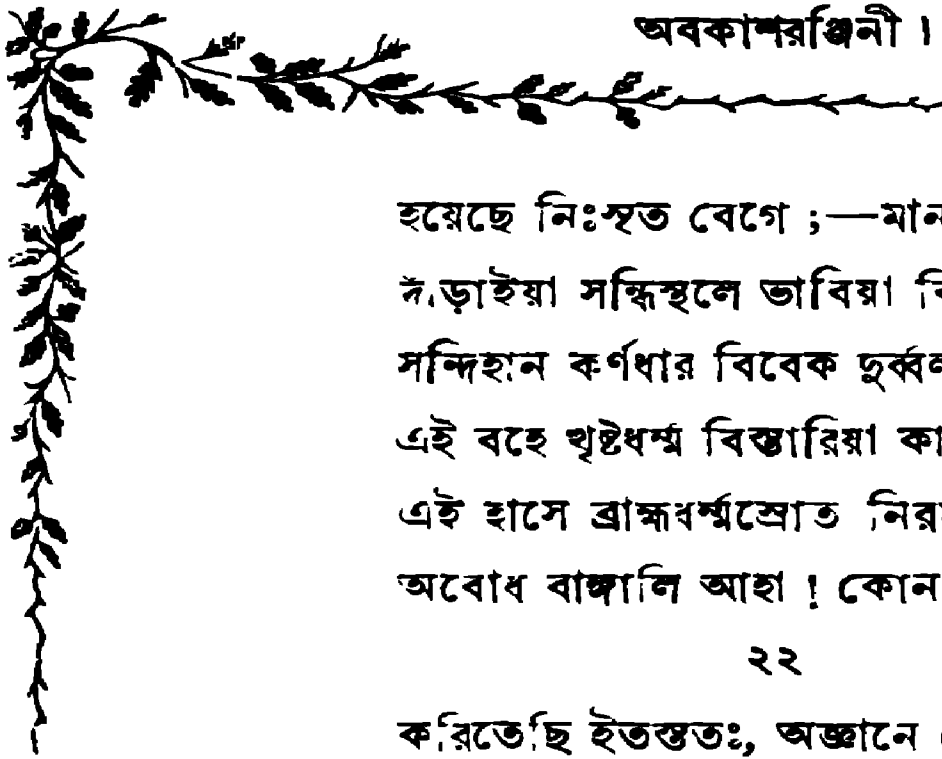 অবকাশরঞ্জিনী ।
হয়েছে নিঃসৃত বেগে ;—মান
দাঁড়াইয়া সন্ধিস্থলে ভাবিয়া
সন্দিহান কর্ণধার বিবেক দুর্ব্বল
এই বহে খৃষ্টধর্ম্ম বিস্তারিয়া কা
এই হাসে ব্রাহ্মধর্ম্মস্রোত নিরম
অবোধ বাঙ্গালি আহা ! কোন
২২
করিতেছি ইতস্ততঃ, অজ্ঞানে